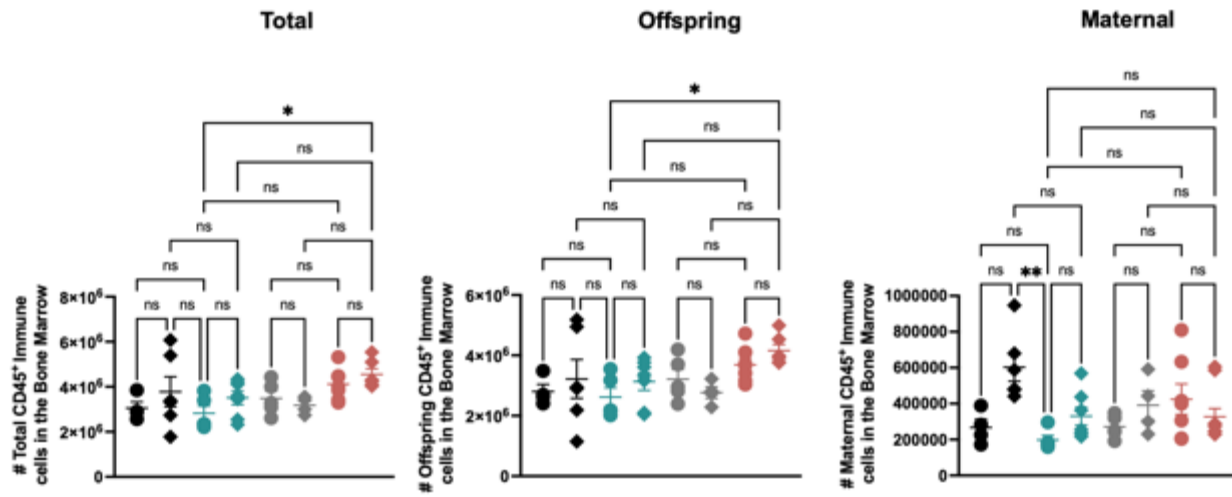 Total
*
ns
ns
ns
ns
ns
ns
ns
ns
ns
ns
ns
# Total CD45⁺ Immune
cells in the Bone Marrow
8×10⁶
6×10⁶
4×10⁶
2×10⁶
0
Offspring
*
ns
ns
ns
ns
ns
ns
ns
ns
ns
ns
ns
# Offspring CD45⁺ Immune
cells in the Bone Marrow
6×10⁶
4×10⁶
2×10⁶
0
Maternal
ns
ns
ns
ns
ns
ns
ns
ns
**
ns
ns
ns
# Maternal CD45⁺ Immune
cells in the Bone Marrow
1000000
800000
600000
400000
200000
0